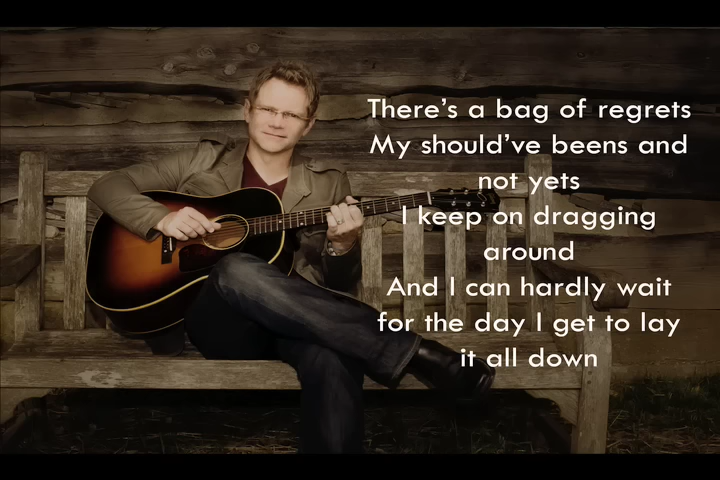 There's a bag of regrets
My should've beens and
not yets
I keep on dragging
around
And I can hardly wait
for the day I get to lay
it all down